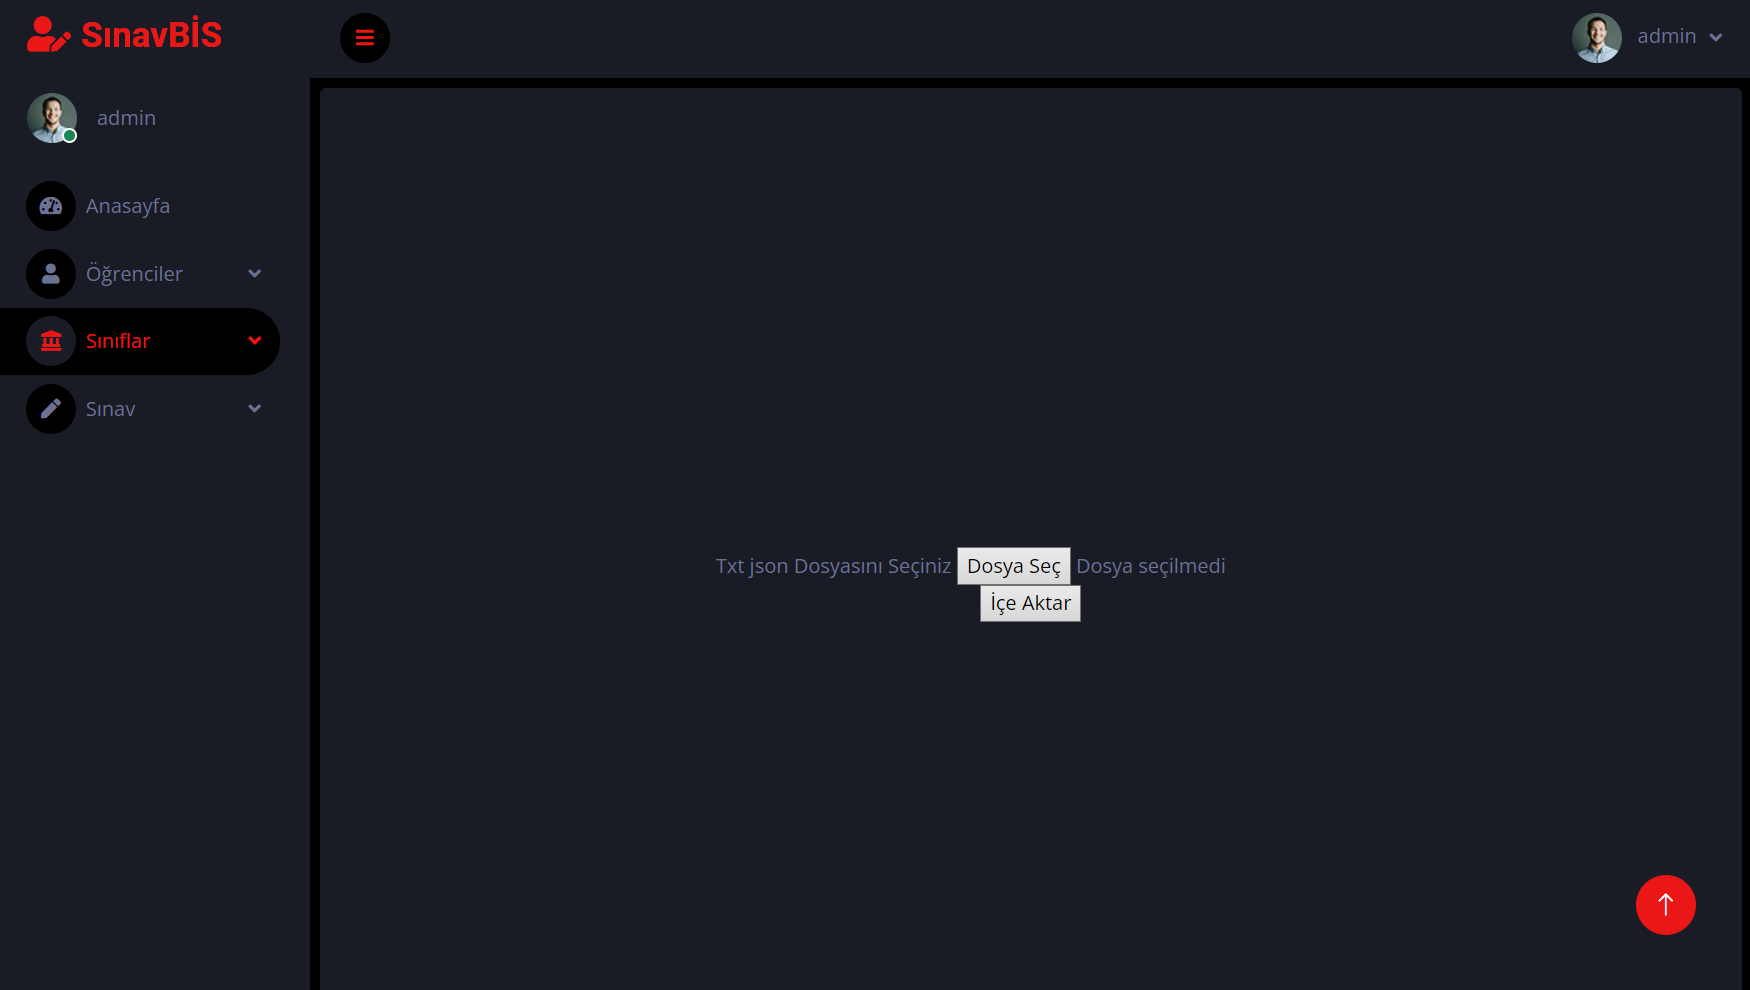 SınavBİS
admin
admin
Anasayfa
Öğrenciler
Sınıflar
Sınav
Txt json Dosyasını Seçiniz Dosya Seç Dosya seçilmedi
İçe Aktar